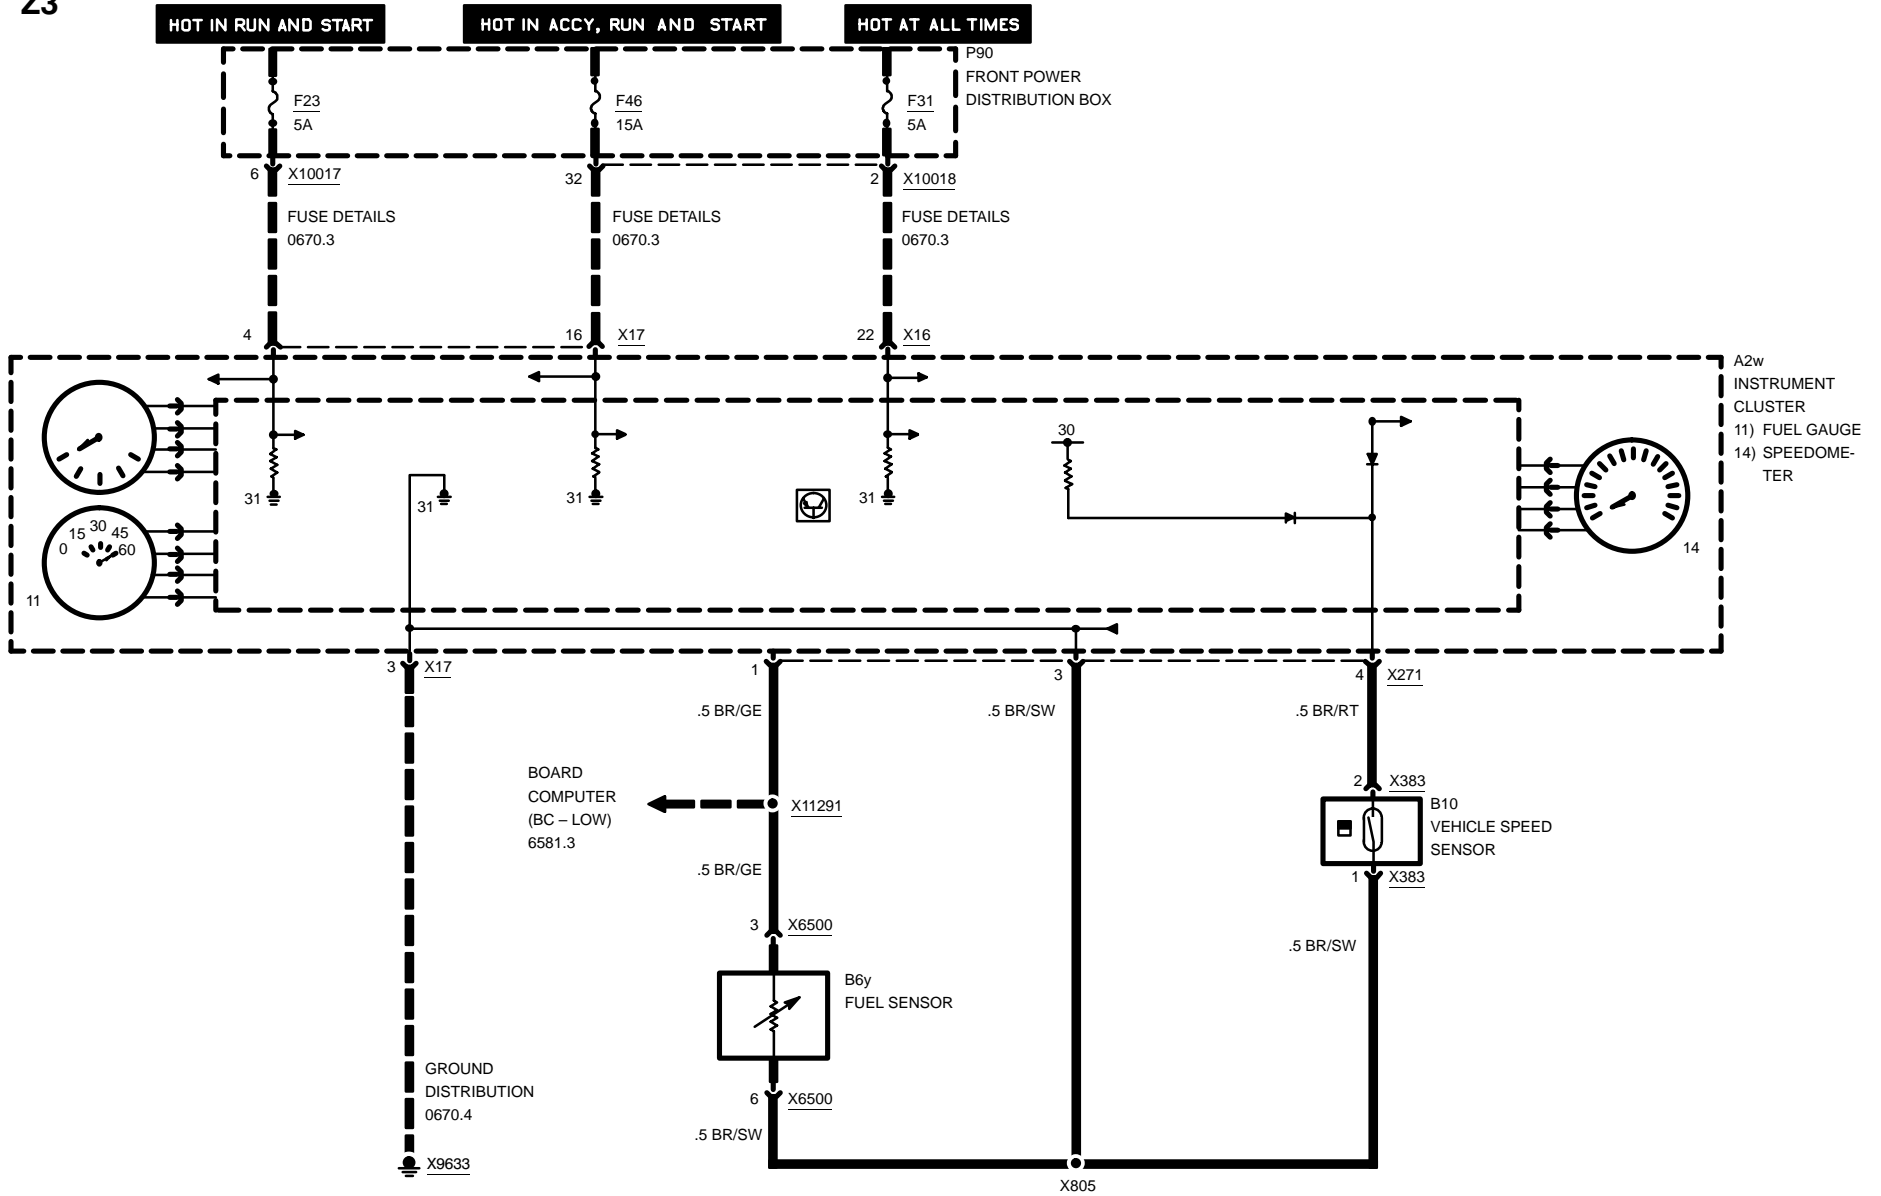 Z3
HOT IN RUN AND START
HOT IN ACCY, RUN AND START
HOT AT ALL TIMES
P90
FRONT POWER
DISTRIBUTION BOX
F23
5A
F46
15A
F31
5A
6 X10017
32
2 X10018
FUSE DETAILS
0670.3
FUSE DETAILS
0670.3
FUSE DETAILS
0670.3
4
16 X17
22 X16
A2w
INSTRUMENT
CLUSTER
11) FUEL GAUGE
14) SPEEDOME-
TER
30
31
31
31
31
0 15 30 45 60
11
14
3 X17
1
3
4 X271
.5 BR/GE
.5 BR/SW
.5 BR/RT
BOARD
COMPUTER
(BC – LOW)
6581.3
X11291
2 X383
B10
VEHICLE SPEED
SENSOR
1 X383
.5 BR/GE
3 X6500
.5 BR/SW
B6y
FUEL SENSOR
GROUND
DISTRIBUTION
0670.4
6 X6500
.5 BR/SW
X9633
X805